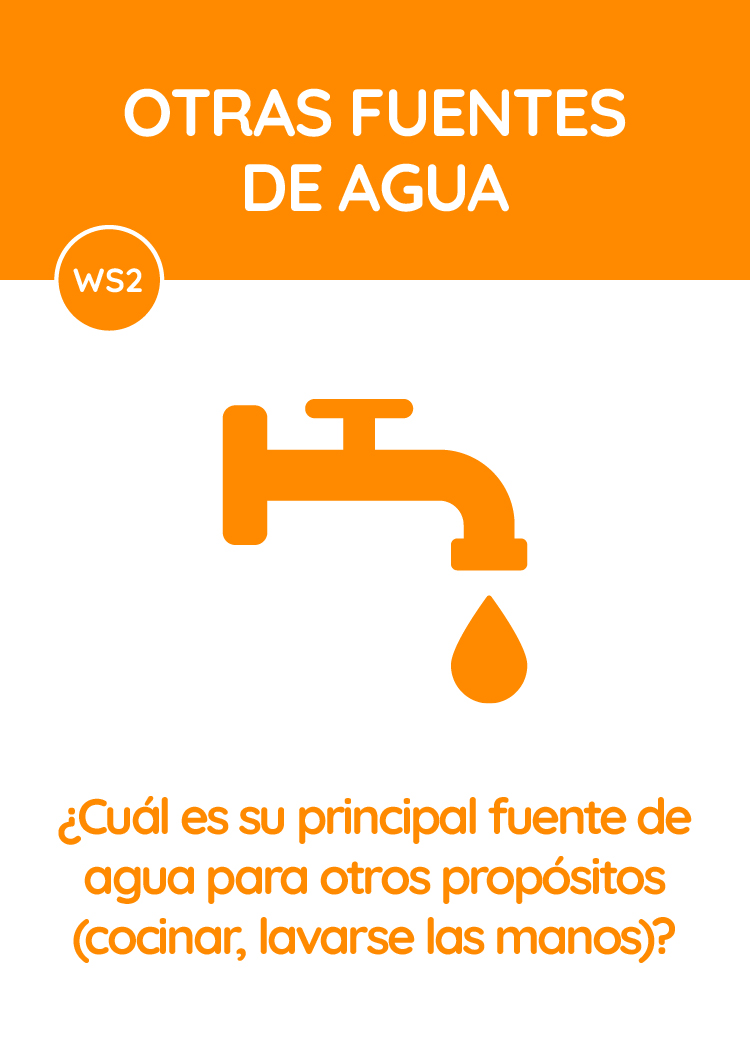 OTRAS FUENTES
DE AGUA
WS2
¿Cuál es su principal fuente de
agua para otros propósitos
(cocinar, lavarse las manos)?